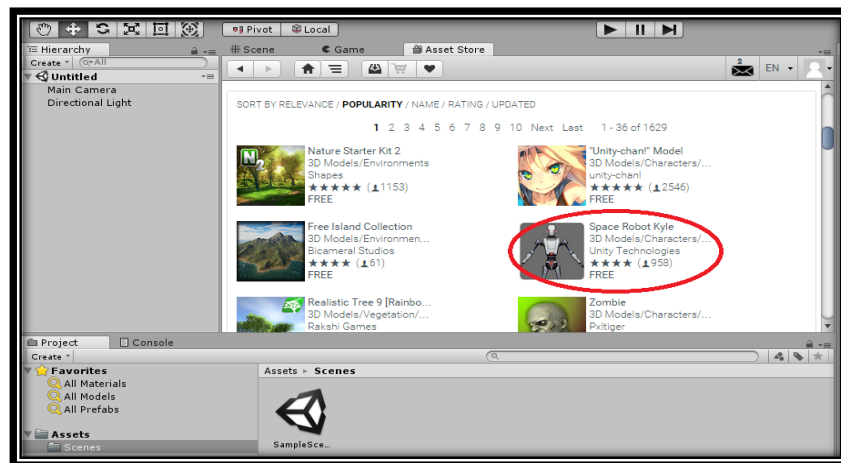 Pivot Local
Hierarchy
# Scene Game Asset Store
Create All
Untitled
Main Camera
Directional Light
2
EN
SORT BY RELEVANCE / POPULARITY / NAME / RATING / UPDATED
1 2 3 4 5 6 7 8 9 10 Next Last 1 - 36 of 1629
Nature Starter Kit 2
3D Models/Environments
Shapes
★★★★★ (1153)
FREE
"Unity-chan!" Model
3D Models/Characters/...
unity-chan!
★★★★★ (2546)
FREE
Free Island Collection
3D Models/Environmen...
Bicameral Studios
★★★★ (61)
FREE
Space Robot Kyle
3D Models/Characters/...
Unity Technologies
★★★★ (958)
FREE
Realistic Tree 9 [Rainbo...
3D Models/Vegetation/...
Rakshi Games
Zombie
3D Models/Characters/...
Pxltiger
N2
Project Console
Create
Favorites
All Materials
All Models
All Prefabs
Assets
Scenes
Assets ▸ Scenes
SampleSce...